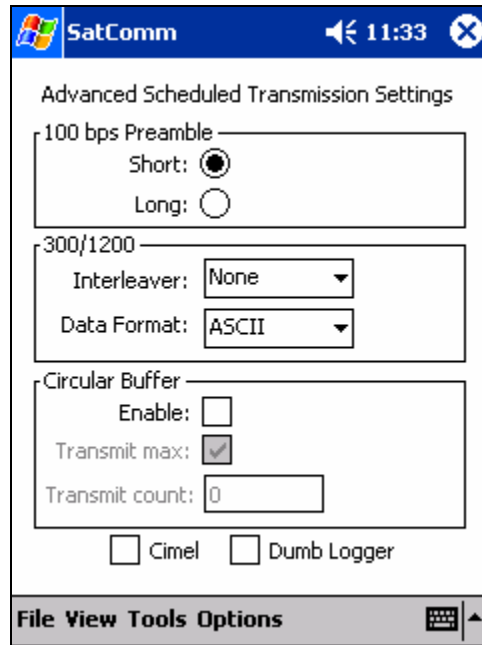 SatComm 11:33
Advanced Scheduled Transmission Settings
100 bps Preamble
Short:
Long:
300/1200
Interleaver: None
Data Format: ASCII
Circular Buffer
Enable:
Transmit max:
Transmit count: 0
Cimel Dumb Logger
File View Tools Options